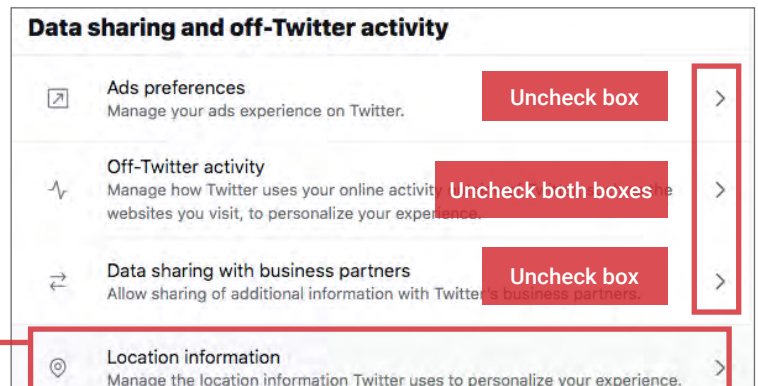 Data sharing and off-Twitter activity
Ads preferences
Manage your ads experience on Twitter.
Uncheck box
Off-Twitter activity
Manage how Twitter uses your online activity
websites you visit, to personalize your experience.
Uncheck both boxes
Data sharing with business partners
Allow sharing of additional information with Twitter's business partners.
Uncheck box
Location information
Manage the location information Twitter uses to personalize your experience.